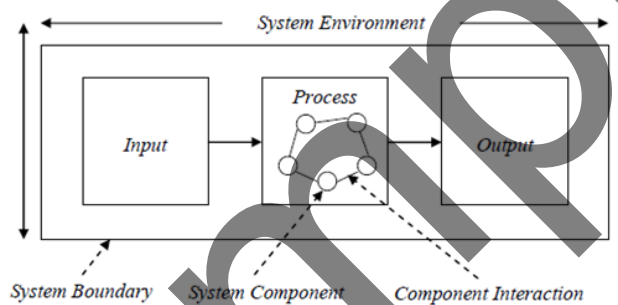 System Environment
Process
Input
Output
System Boundary
System Component
Component Interaction